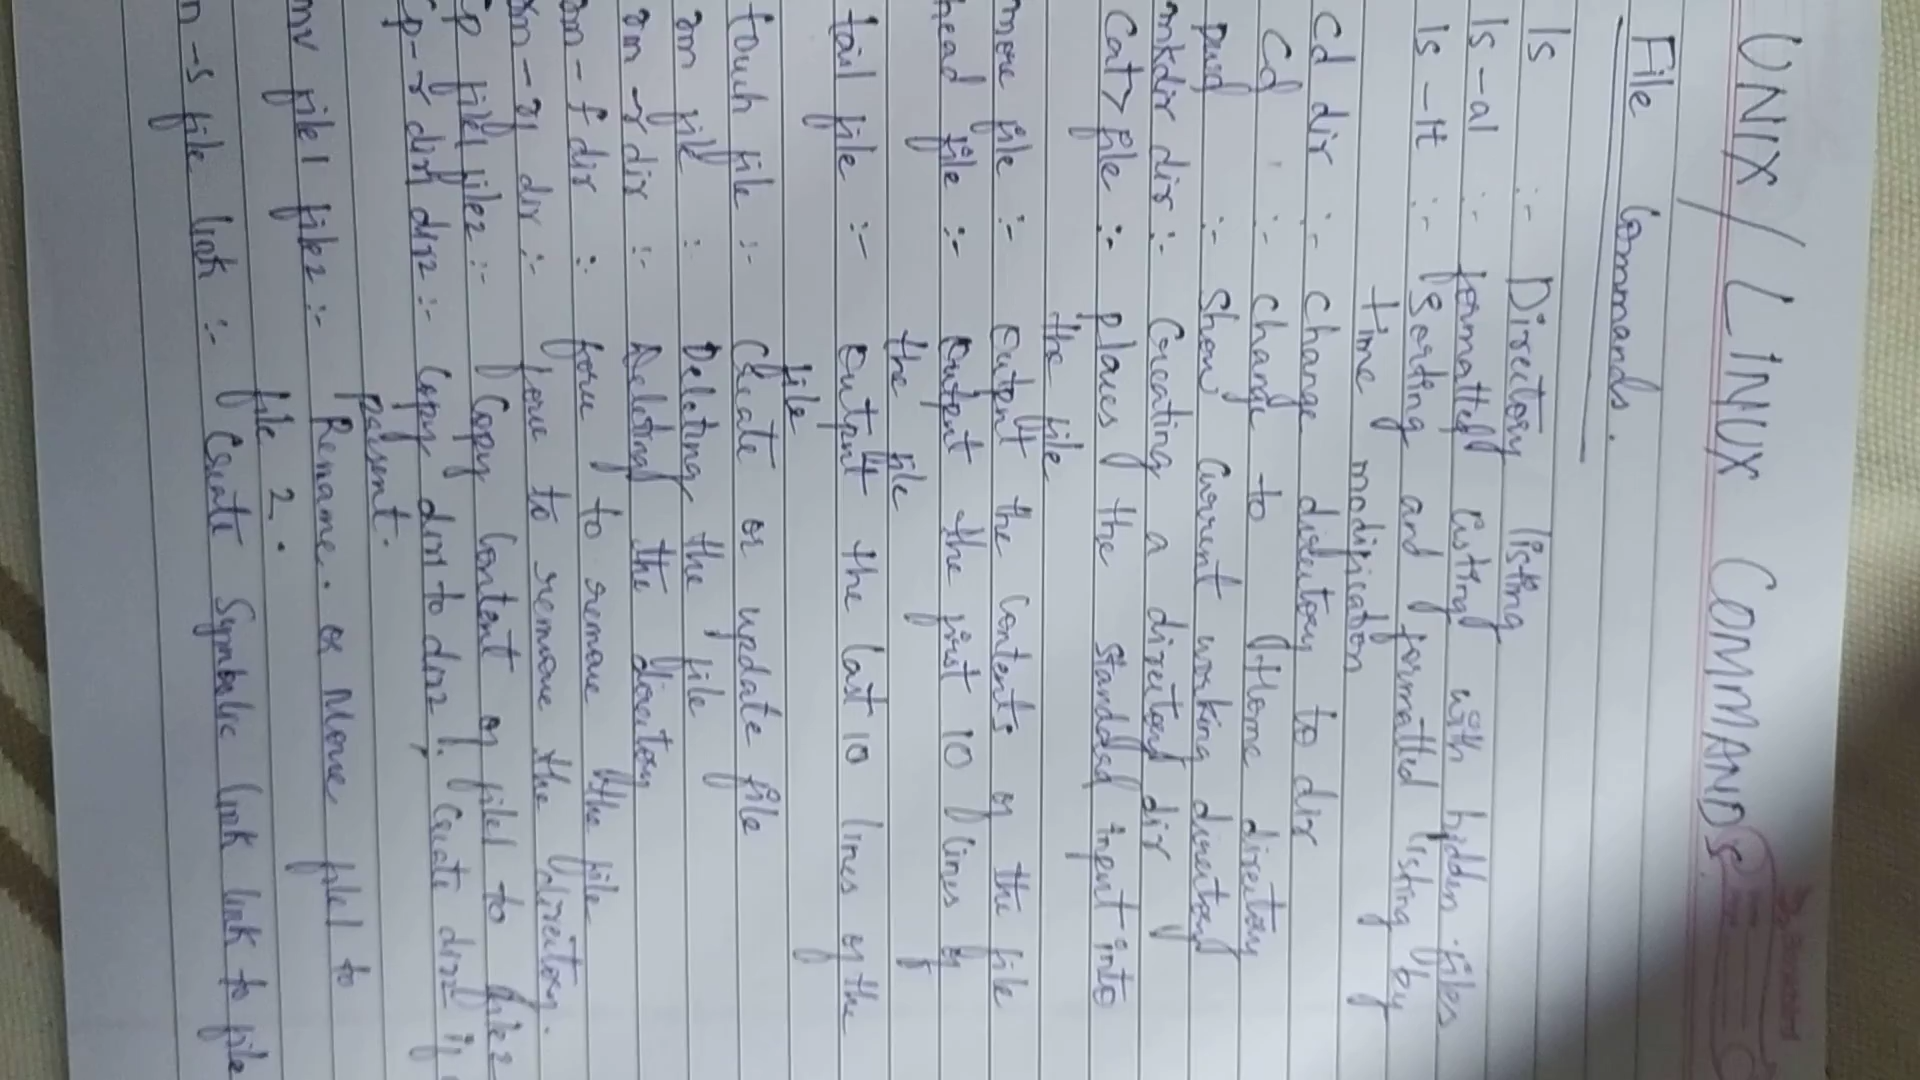 UNIX / LINUX COMMANDS.
File Commands.
ls :- Directory listing
ls -al :- formatted listing with hidden files
ls -lt :- sorting and formatted listing by
time modification
cd dir :- change directory to dir
cd :- change to Home directory
pwd :- Show current working directory
mkdir dir :- Creating a directory dir
Cat > file :- places the standard input into
the file
more file :- Output the contents of the file
head file :- Output the first 10 lines of
the file
tail file :- Output the last 10 lines of the
file
touch file :- Create or update file
rm file : Deleting the file
rm -r dir :- Deleting the directory
rm - f dir : force to remove the file
rm - rf dir :- force to remove the directory.
cp file1 file2 :- Copy content of file1 to file2
cp -r dir1 dir2 :- Copy dir1 to dir2; Create dir2 if
present.
mv file1 file2 :- Rename or Move file1 to
file 2.
n -s file link :- Create Symbolic link link to file